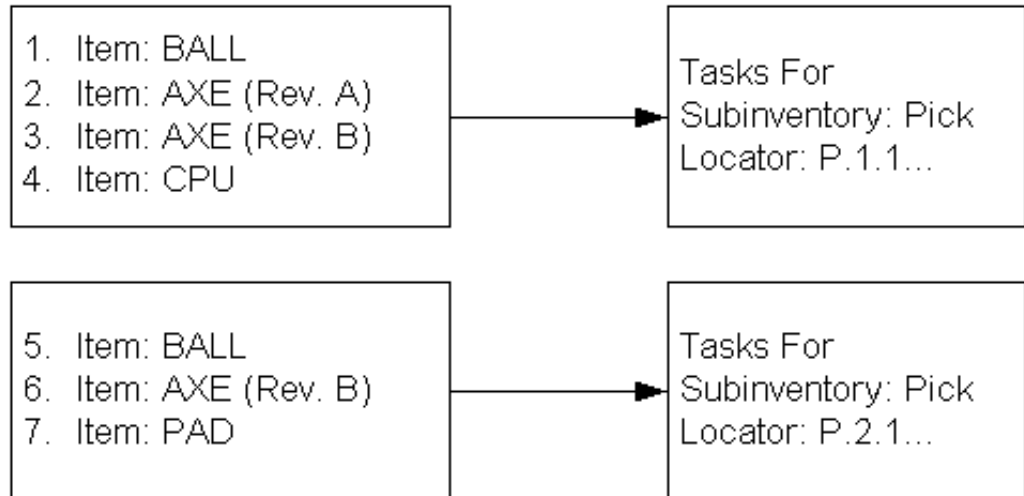 1. Item: BALL
2. Item: AXE (Rev. A)
3. Item: AXE (Rev. B)
4. Item: CPU
Tasks For
Subinventory: Pick
Locator: P.1.1...
5. Item: BALL
6. Item: AXE (Rev. B)
7. Item: PAD
Tasks For
Subinventory: Pick
Locator: P.2.1...